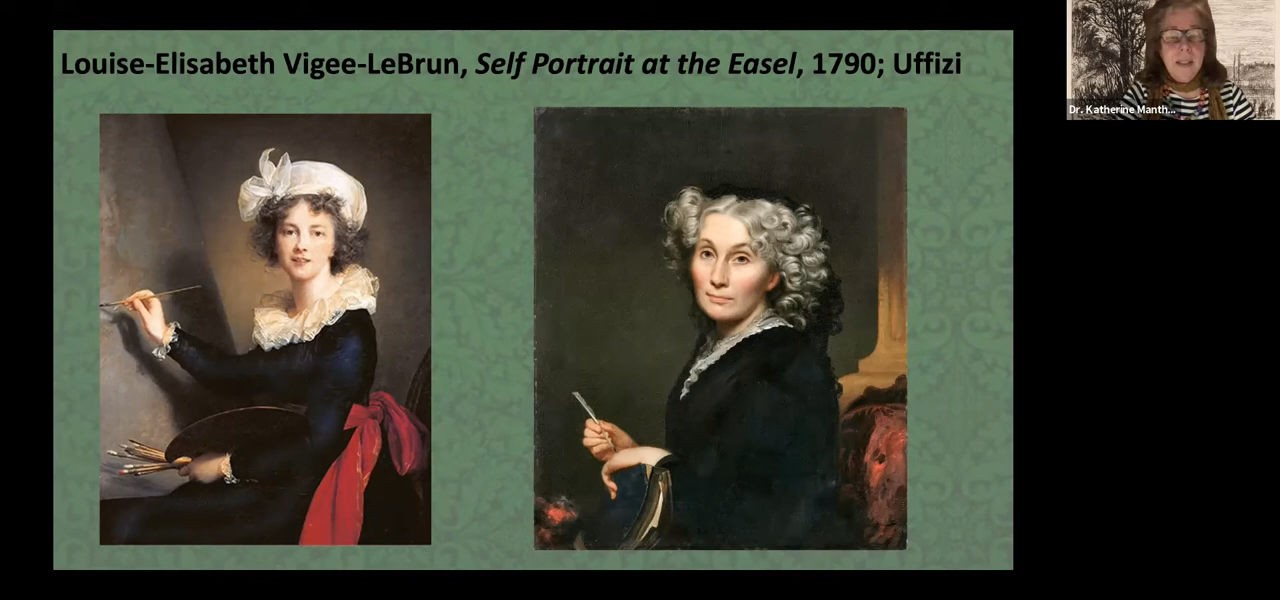 Louise-Elisabeth Vigee-LeBrun, Self Portrait at the Easel, 1790; Uffizi
Dr. Katherine Manth...